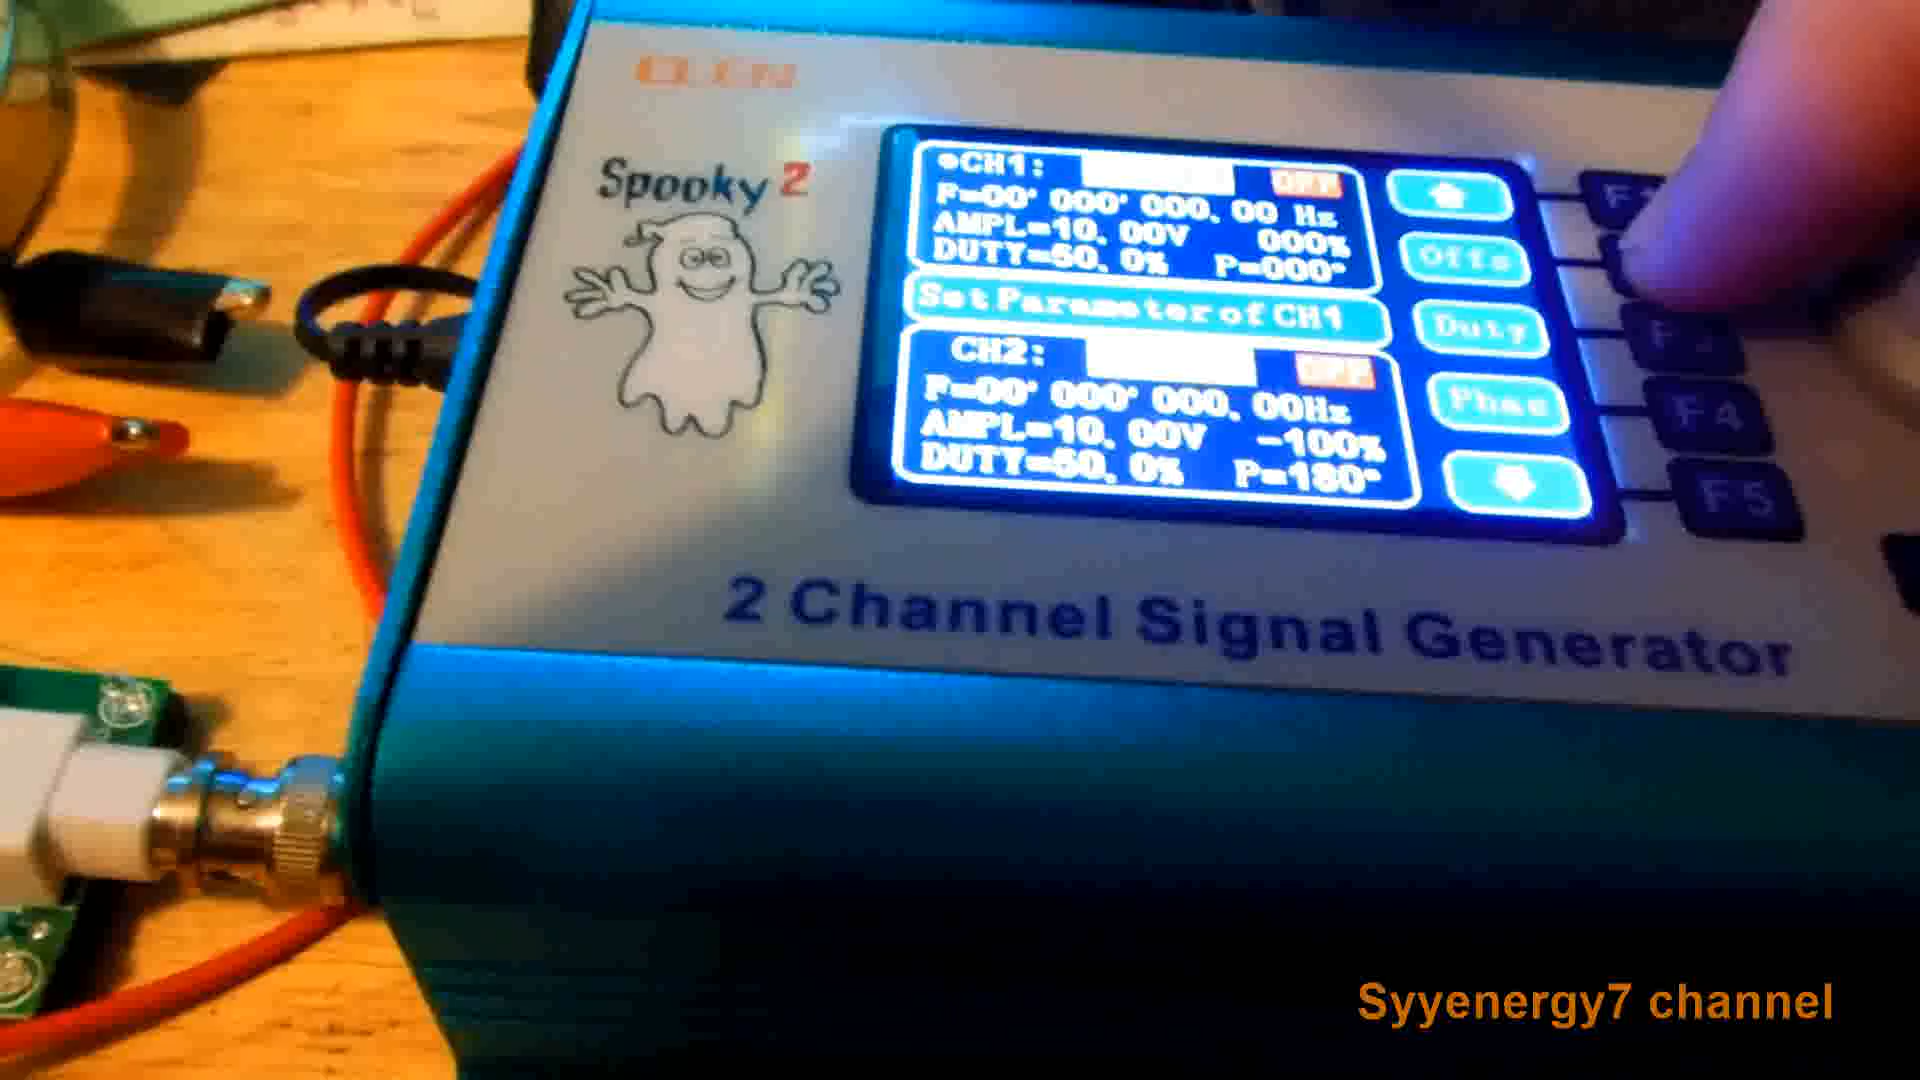 Spooky 2
CH1: OFF
F=00' 000' 000. 00 Hz
AMPL=10. 00V 000%
DUTY=50. 0% P=000°
Set Parameter of CH1
CH2: OFF
F=00' 000' 000. 00Hz
AMPL=10. 00V -100%
DUTY=50. 0% P=180°
Offs
Duty
Phas
F4
F5
2 Channel Signal Generator
Syyenergy7 channel